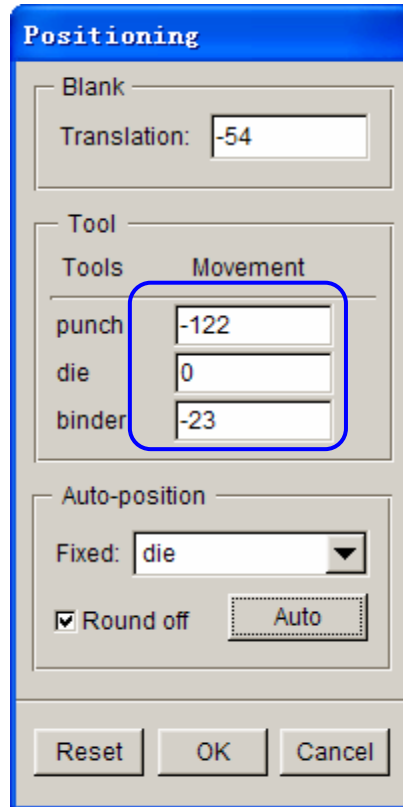 Positioning
Blank
Translation: -54
Tool
Tools Movement
punch -122
die 0
binder -23
Auto-position
Fixed: die
Round off Auto
Reset OK Cancel